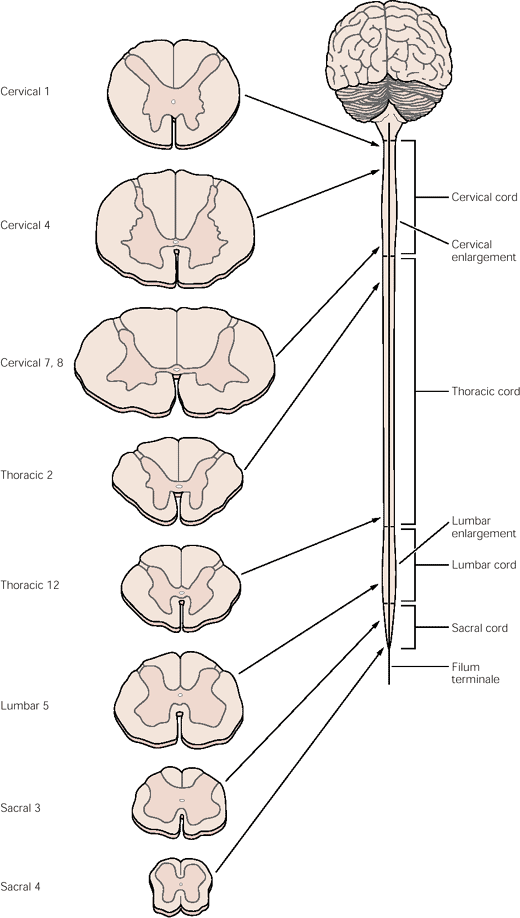 Cervical 1
Cervical 4
Cervical 7, 8
Thoracic 2
Thoracic 12
Lumbar 5
Sacral 3
Sacral 4
Cervical cord
Cervical
enlargement
Thoracic cord
Lumbar
enlargement
Lumbar cord
Sacral cord
Filum
terminale